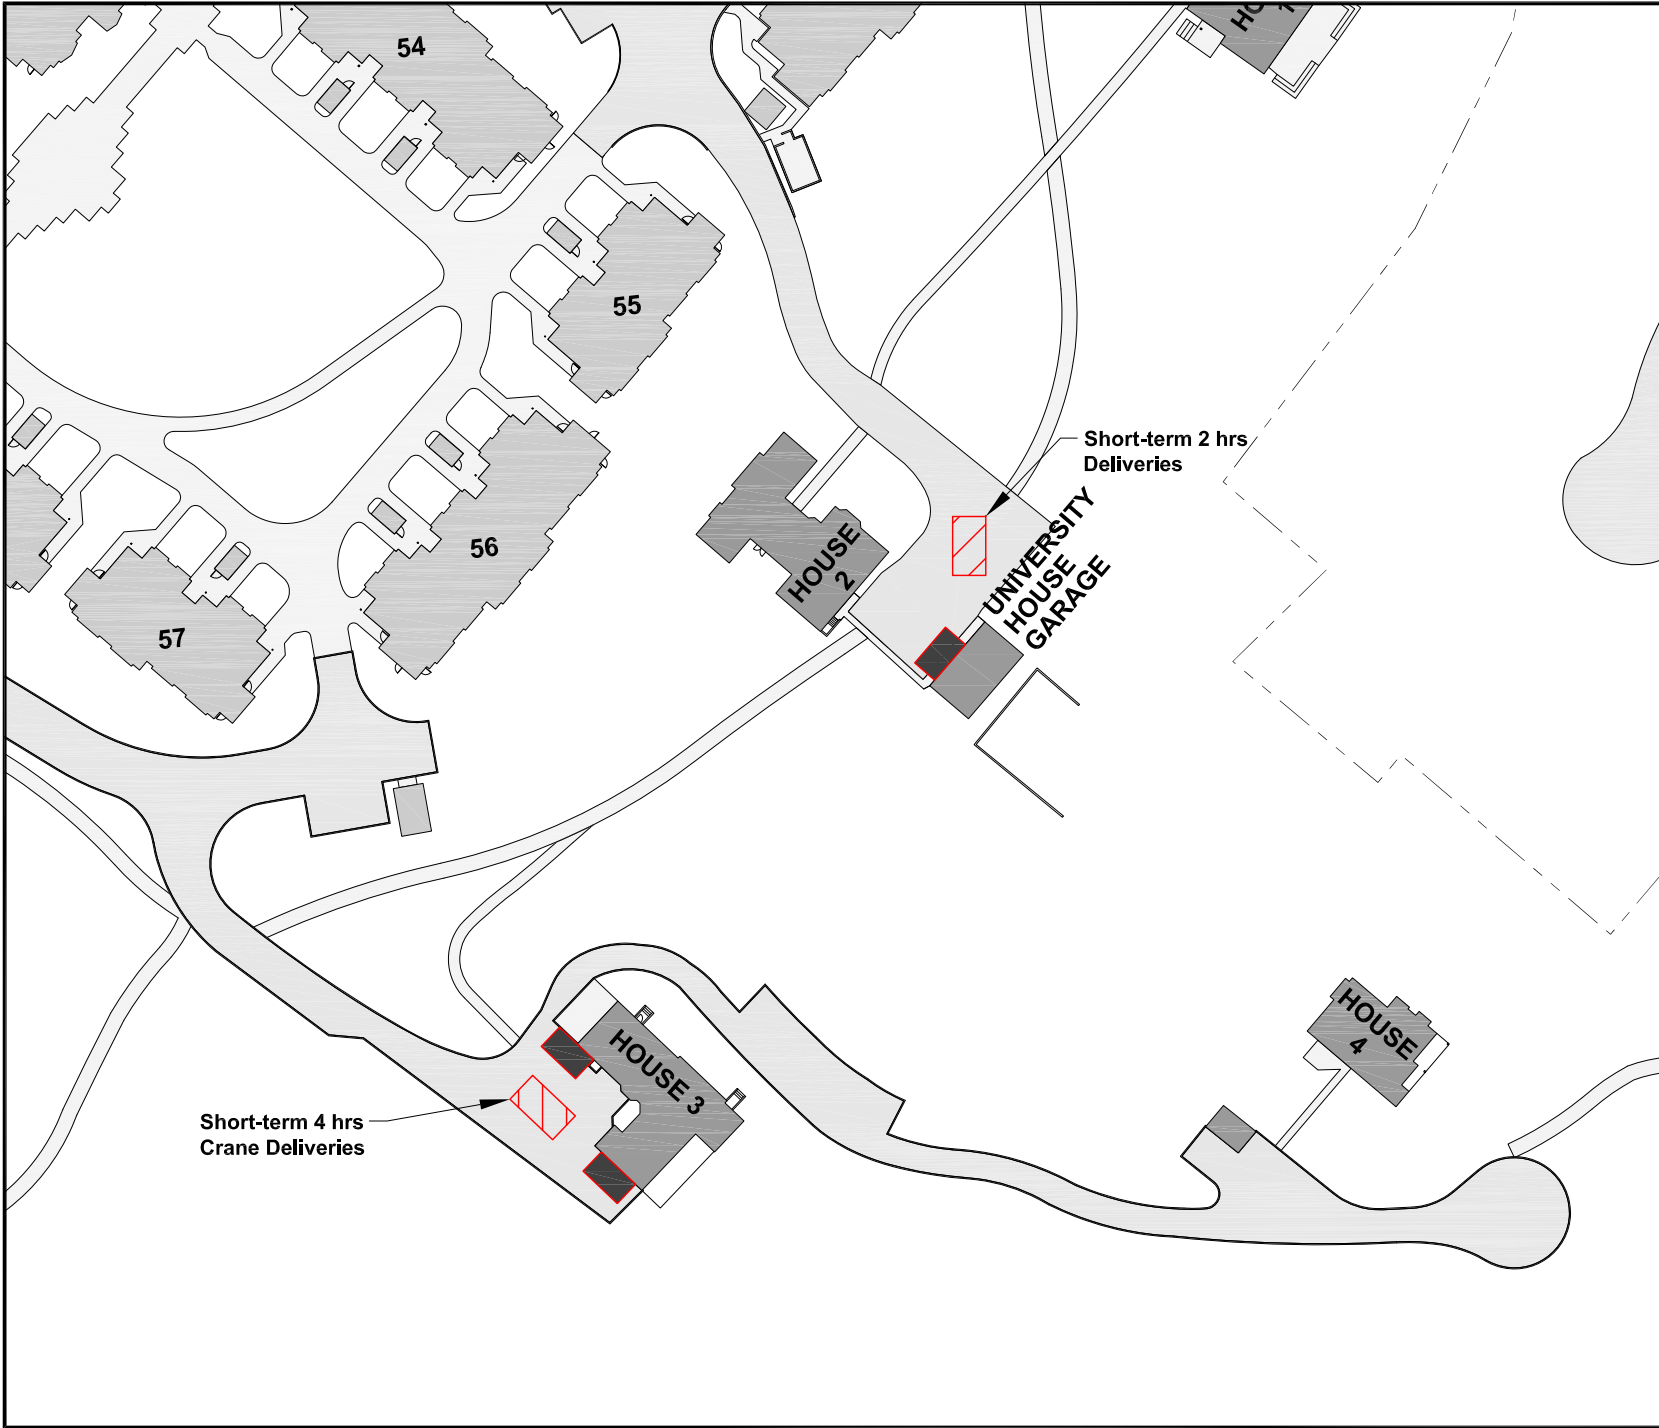 54
55
Short-term 2 hrs
Deliveries
UNIVERSITY
HOUSE
GARAGE
HOUSE
2
56
57
HOUSE 3
HOUSE
4
Short-term 4 hrs
Crane Deliveries